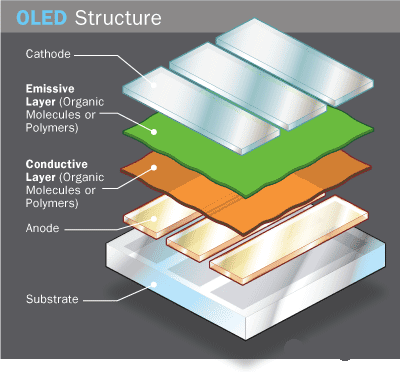 OLED Structure
Cathode
Emissive
Layer (Organic
Molecules or
Polymers)
Conductive
Layer (Organic
Molecules or
Polymers)
Anode
Substrate